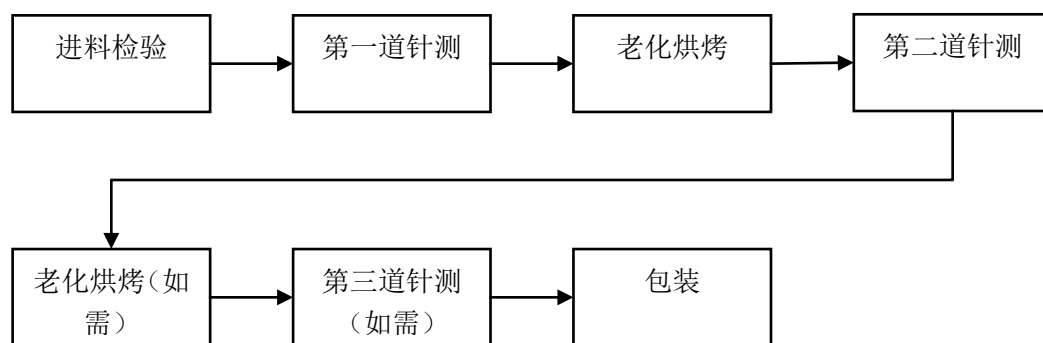 进料检验
第一道针测
老化烘烤
第二道针测
老化烘烤（如
需）
第三道针测
（如需）
包装